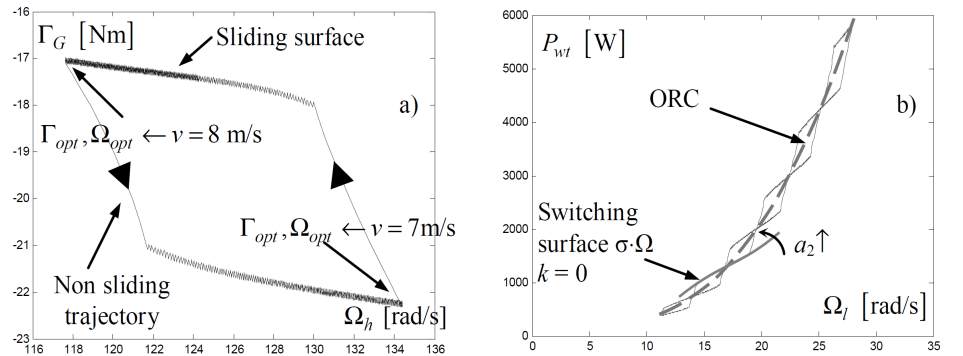 Γ_G [Nm]
Sliding surface
a)
Γ_opt, Ω_opt ← v = 8 m/s
Γ_opt, Ω_opt ← v = 7 m/s
Non sliding
trajectory
Ω_h [rad/s]
-16
-17
-18
-19
-20
-21
-22
-23
116 118 120 122 124 126 128 130 132 134 136
P_wt [W]
b)
ORC
Switching
surface σ·Ω
k = 0
a_2↑
Ω_l [rad/s]
6000
5000
4000
3000
2000
1000
0
0 5 10 15 20 25 30 35